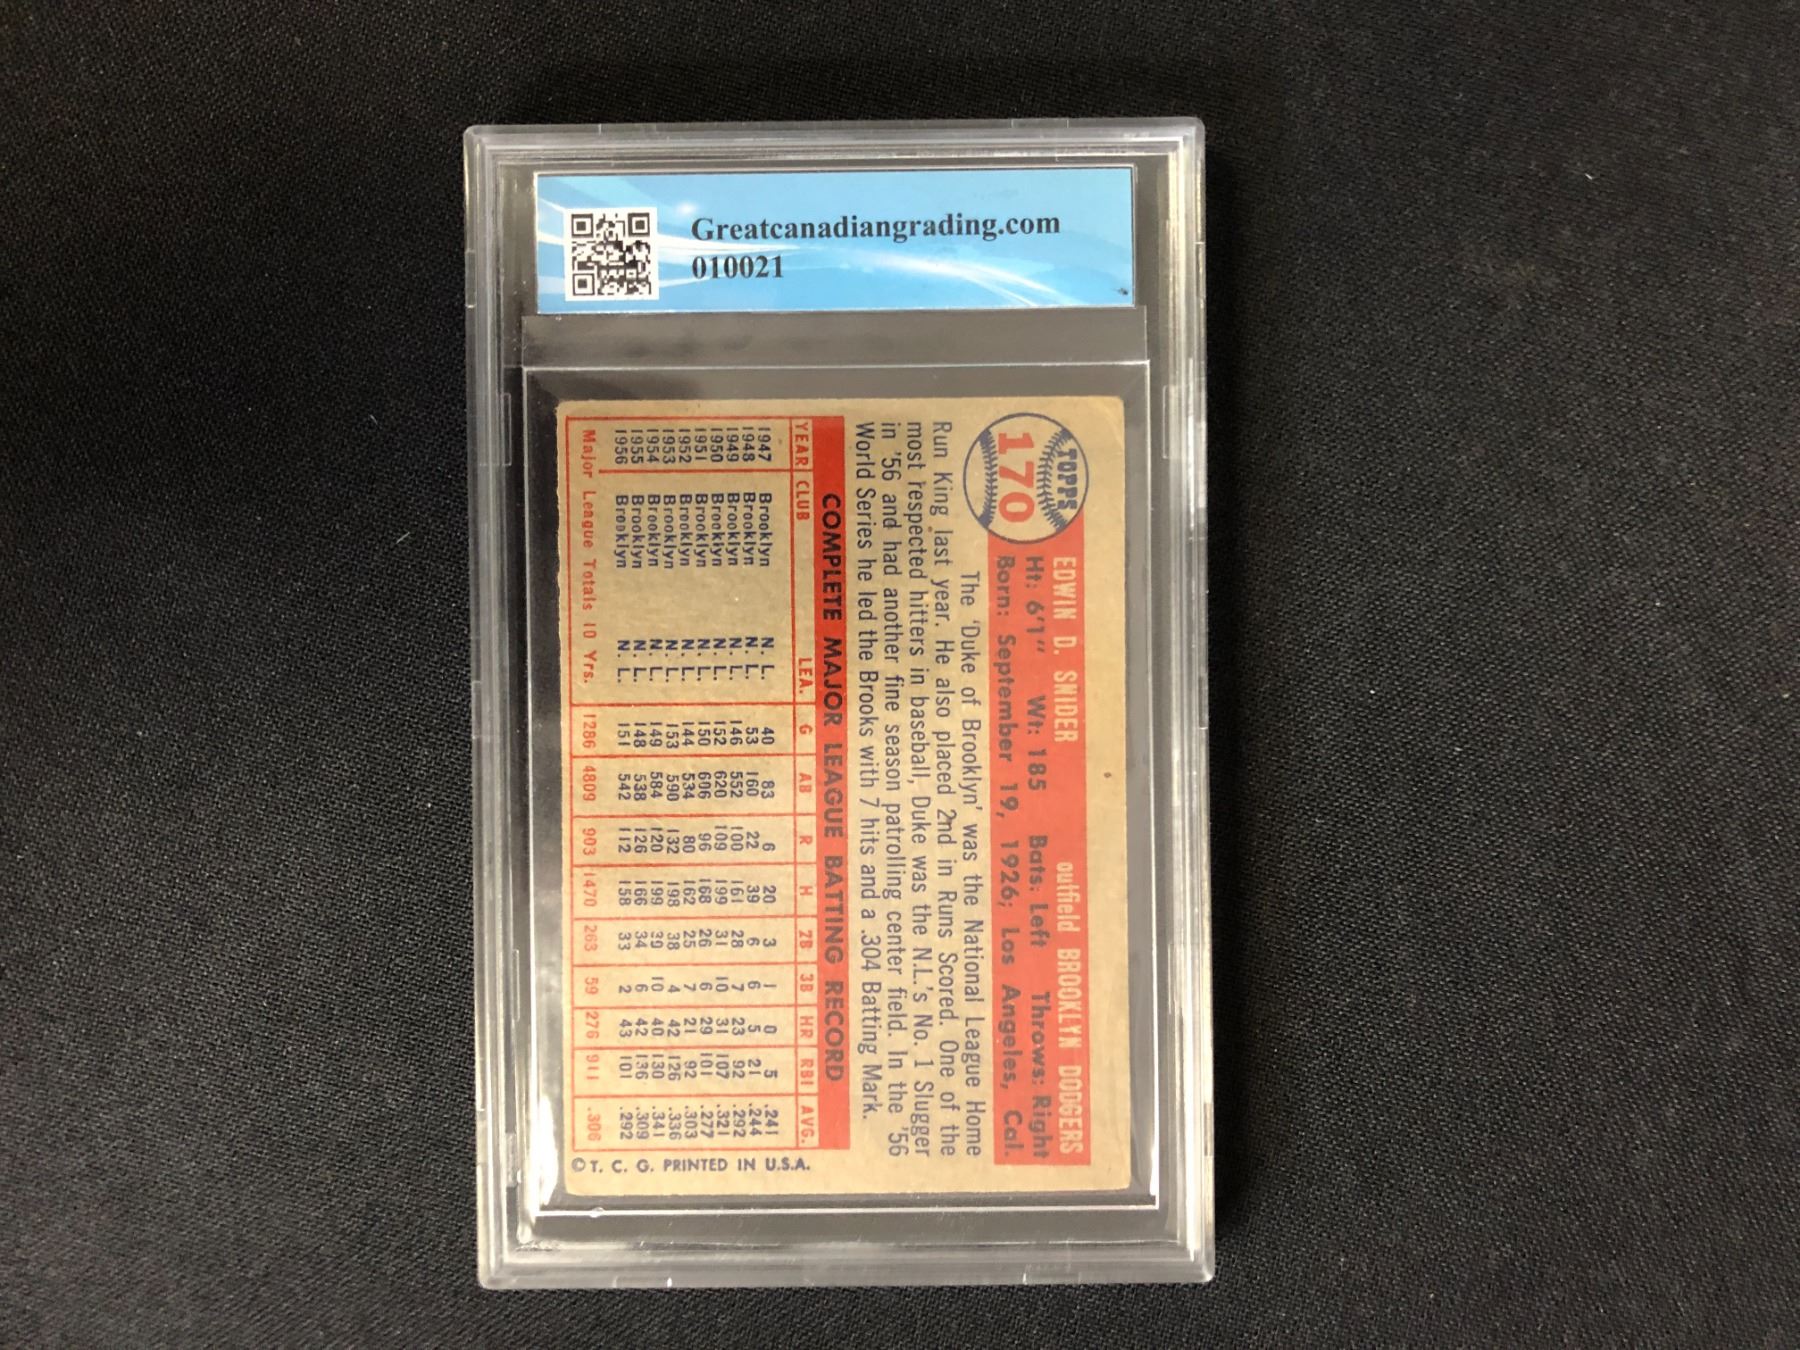 Greatcanadiangrading.com
010021
TOPPS
170
EDWIN D. SNIDER outfield BROOKLYN DODGERS
Ht: 6'1" Wt: 185 Bats: Left Throws: Right
Born: September 19, 1926; Los Angeles, Cal.
The 'Duke of Brooklyn' was the National League Home
Run King last year. He also placed 2nd in Runs Scored. One of the
most respected hitters in baseball, Duke was the N.L.'s No. 1 Slugger
in '56 and had another fine season patrolling center field. In the '56
World Series he led the Brooks with 7 hits and a .304 Batting Mark.
COMPLETE MAJOR LEAGUE BATTING RECORD
YEAR CLUB LEA. G AB R H 2B 3B HR RBI AVG.
1947 Brooklyn N. L. 40 83 6 20 3 1 0 5 .241
1948 Brooklyn N. L. 53 160 22 39 6 6 5 21 .244
1949 Brooklyn N. L. 146 552 100 161 28 7 23 92 .292
1950 Brooklyn N. L. 152 620 109 199 31 10 31 107 .321
1951 Brooklyn N. L. 150 606 96 168 26 6 29 101 .277
1952 Brooklyn N. L. 144 534 80 162 25 7 21 92 .303
1953 Brooklyn N. L. 153 590 132 198 38 4 42 126 .336
1954 Brooklyn N. L. 149 584 120 199 39 10 40 130 .341
1955 Brooklyn N. L. 148 538 126 166 34 6 42 136 .309
1956 Brooklyn N. L. 151 542 112 158 33 2 43 101 .292
Major League Totals 10 Yrs. 1286 4809 903 1470 263 59 276 911 .306
© T. C. G. PRINTED IN U.S.A.